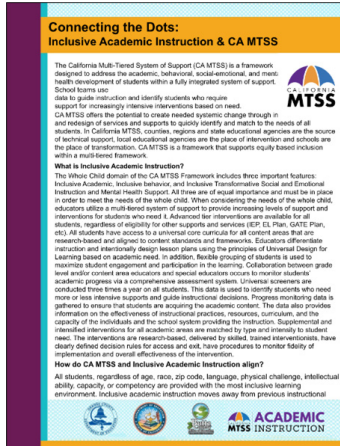 Connecting the Dots:
Inclusive Academic Instruction & CA MTSS
The California Multi-Tiered System of Support (CA MTSS) is a framework
designed to address the academic, behavioral, social-emotional, and ment
health development of students within a fully integrated system of support.
School teams use
data to guide instruction and identify students who require
support for increasingly intensive interventions based on need.
CALIFORNIA
MTSS
CA MTSS offers the potential to create needed systemic change through in
and redesign of services and supports to quickly identify and match to the needs of all
students. In California MTSS, counties, regions and state educational agencies are the source
of technical support, local educational agencies are the place of intervention and schools are
the place of transformation. CA MTSS is a framework that supports equity based inclusion
within a multi-tiered framework.
What is Inclusive Academic Instruction?
The Whole Child domain of the CA MTSS Framework includes three important features:
Inclusive Academic, Inclusive behavior, and Inclusive Transformative Social and Emotional
Instruction and Mental Health Support. All three are of equal importance and must be in place
in order to meet the needs of the whole child. When considering the needs of the whole child,
educators utilize a multi-tiered system of support to provide increasing levels of support and
interventions for students who need it. Advanced tier interventions are available for all
students, regardless of eligibility for other supports and services (IEP, EL Plan, GATE Plan,
etc). All students have access to a universal core curricula for all content areas that are
research-based and aligned to content standards and frameworks. Educators differentiate
instruction and intentionally design lesson plans using the principles of Universal Design for
Learning based on academic need. In addition, flexible grouping of students is used to
maximize student engagement and participation in the learning. Collaboration between grade
level and/or content area educators and special educators occurs to monitor students'
academic progress via a comprehensive assessment system. Universal screeners are
conducted three times a year on all students. This data is used to identify students who need
more or less intensive supports and guide instructional decisions. Progress monitoring data is
gathered to ensure that students are acquiring the academic content. The data also provides
information on the effectiveness of instructional practices, resources, curriculum, and the
capacity of the individuals and the school system providing the instruction. Supplemental and
intensified interventions for all academic areas are matched by type and intensity to student
need. The interventions are research-based, delivered by skilled, trained interventionists, have
clearly defined decision rules for access and exit, have procedures to monitor fidelity of
implementation and overall effectiveness of the intervention.
How do CA MTSS and Inclusive Academic Instruction align?
All students, regardless of age, race, zip code, language, physical challenge, intellectual
ability, capacity, or competency are provided with the most inclusive learning
environment. Inclusive academic instruction moves away from previous instructional
MTSS
ACADEMIC
INSTRUCTION